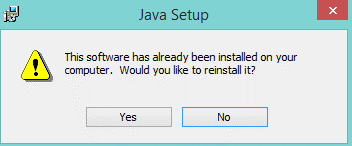 Java Setup
This software has already been installed on your
computer.  Would you like to reinstall it?
Yes
No